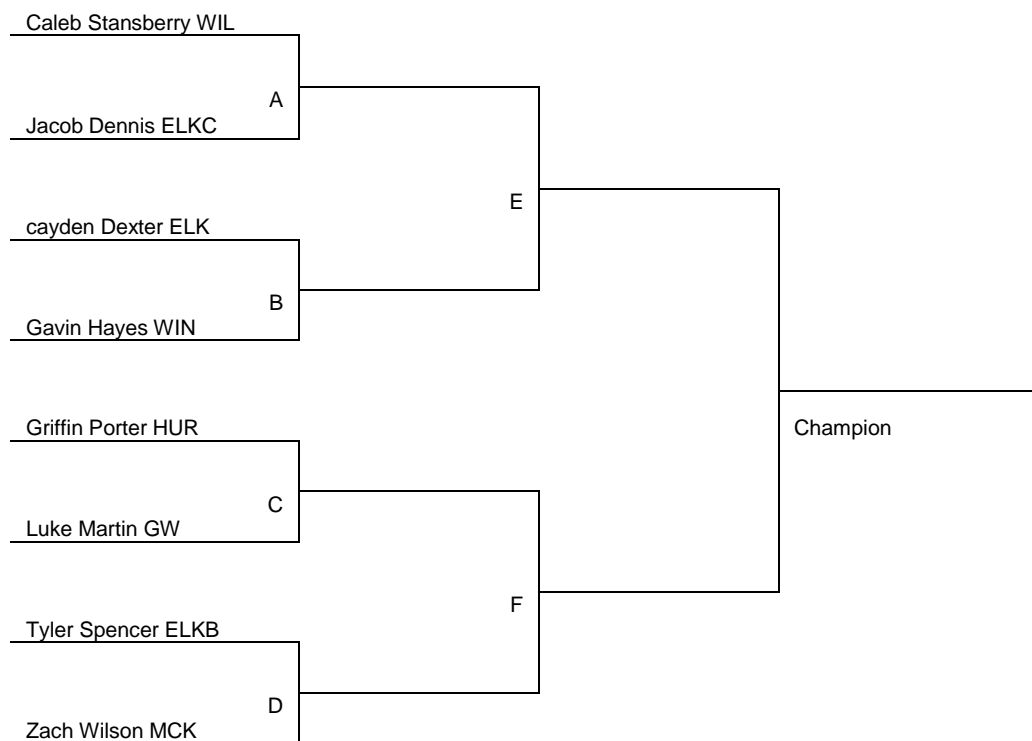 Caleb Stansberry WIL
A
Jacob Dennis ELKC
E
cayden Dexter ELK
B
Gavin Hayes WIN
Griffin Porter HUR
Champion
C
Luke Martin GW
F
Tyler Spencer ELKB
D
Zach Wilson MCK